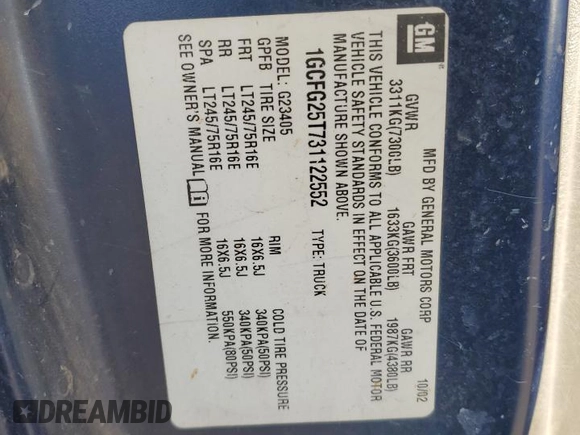 GM
MFD BY GENERAL MOTORS CORP 10/02
GVWR GAWR FRT GAWR RR
3311KG(7300LB) 1633KG(3600LB) 1987KG(4380LB)
THIS VEHICLE CONFORMS TO ALL APPLICABLE U.S. FEDERAL MOTOR
VEHICLE SAFETY STANDARDS IN EFFECT ON THE DATE OF
MANUFACTURE SHOWN ABOVE.
1GCFG25T731122552 TYPE: TRUCK
MODEL: G23405
GPFB TIRE SIZE RIM COLD TIRE PRESSURE
FRT LT245/75R16E 16X6.5J 340KPA(50PSI)
RR LT245/75R16E 16X6.5J 340KPA(50PSI)
SPA LT245/75R16E 16X6.5J 550KPA(80PSI)
SEE OWNER'S MANUAL FOR MORE INFORMATION.
DREAMBID